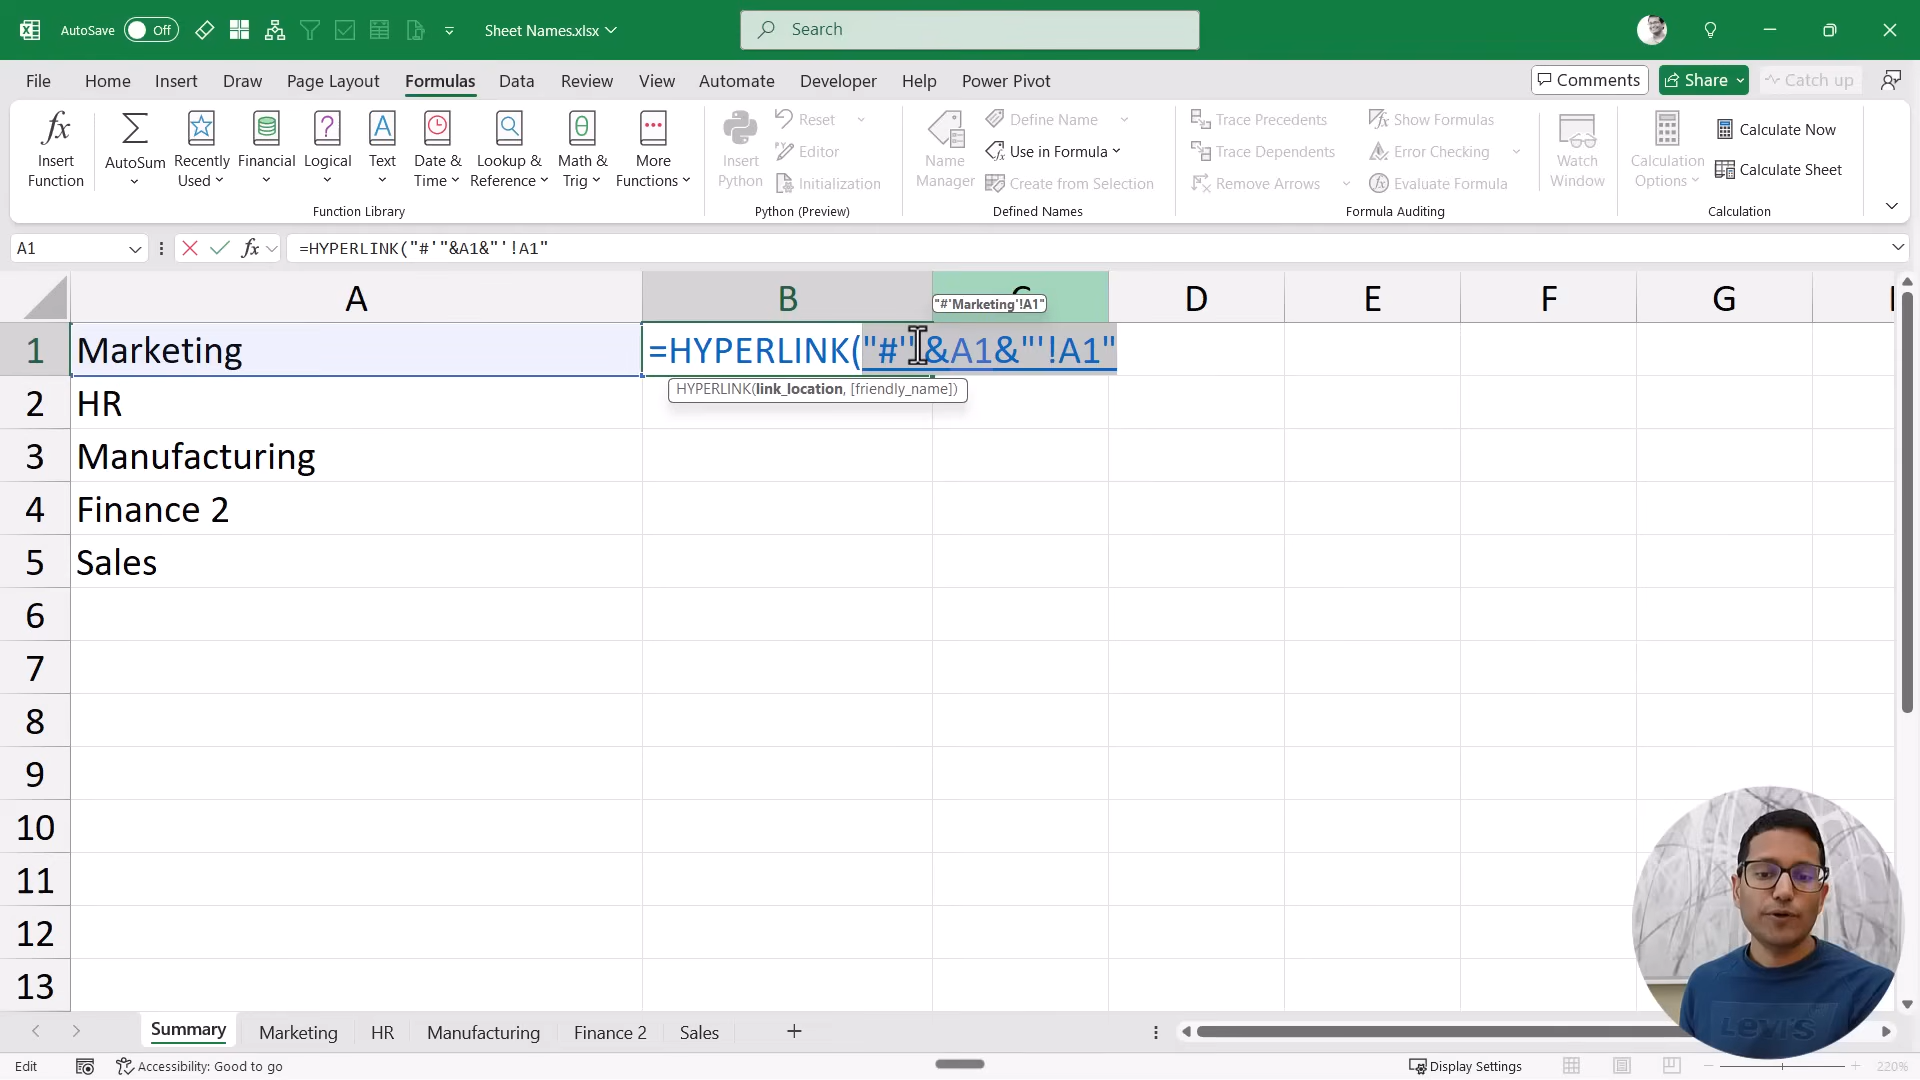 AutoSave Off Sheet Names.xlsx Search
File Home Insert Draw Page Layout Formulas Data Review View Automate Developer Help Power Pivot Comments Share Catch up
Insert Function
AutoSum
Recently Used
Financial
Logical
Text
Date & Time
Lookup & Reference
Math & Trig
More Functions
Function Library
Insert Python
Reset
Editor
Initialization
Python (Preview)
Name Manager
Define Name
Use in Formula
Create from Selection
Defined Names
Trace Precedents
Trace Dependents
Remove Arrows
Show Formulas
Error Checking
Evaluate Formula
Formula Auditing
Watch Window
Calculation Options
Calculate Now
Calculate Sheet
Calculation
A1 fx =HYPERLINK("#'"&A1&"'!A1"
A B C D E F G
"#'Marketing'!A1"
1 Marketing =HYPERLINK("#'"&A1&"'!A1"
HYPERLINK(link_location, [friendly_name])
2 HR
3 Manufacturing
4 Finance 2
5 Sales
6
7
8
9
10
11
12
13
Summary Marketing HR Manufacturing Finance 2 Sales
Edit Accessibility: Good to go Display Settings 220%
LEVI'S